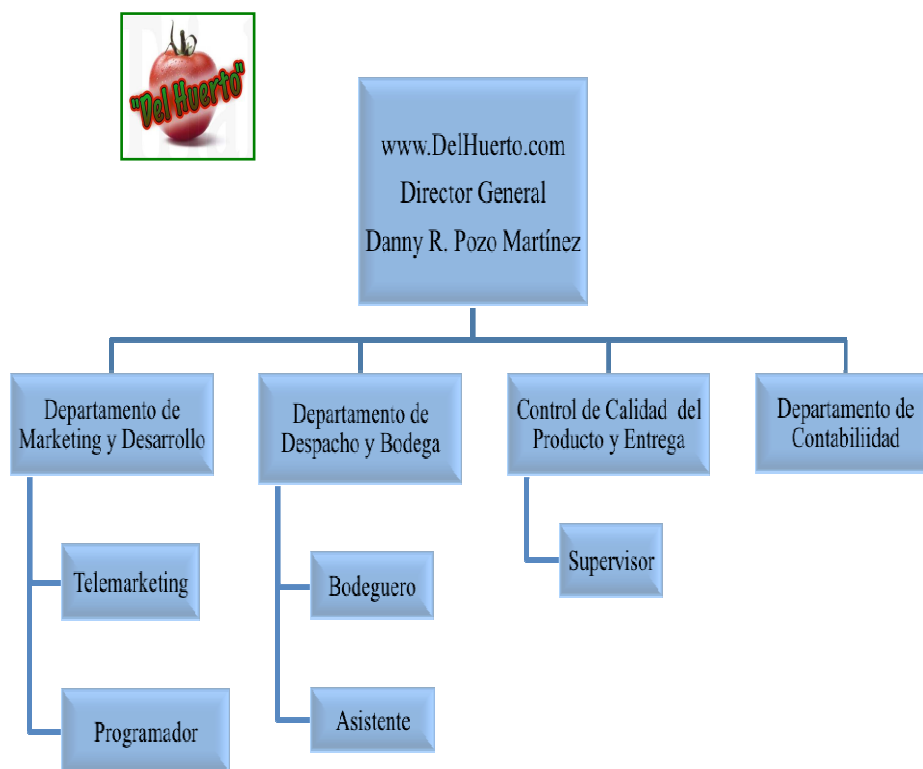 "Del Huerto"
www.DelHuerto.com
Director General
Danny R. Pozo Martínez
Departamento de
Marketing y Desarrollo
Departamento de
Despacho y Bodega
Control de Calidad del
Producto y Entrega
Departamento de
Contabiliidad
Telemarketing
Programador
Bodeguero
Asistente
Supervisor